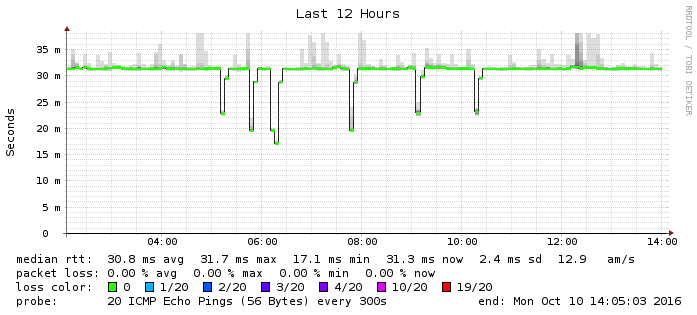 Last 12 Hours
RRDTOOL / TOBI OETIKER
Seconds
35 m
30 m
25 m
20 m
15 m
10 m
5 m
0
04:00 06:00 08:00 10:00 12:00 14:00
median rtt: 30.8 ms avg 31.7 ms max 17.1 ms min 31.3 ms now 2.4 ms sd 12.9 am/s
packet loss: 0.00 % avg 0.00 % max 0.00 % min 0.00 % now
loss color: 0 1/20 2/20 3/20 4/20 10/20 19/20
probe: 20 ICMP Echo Pings (56 Bytes) every 300s end: Mon Oct 10 14:05:03 2016